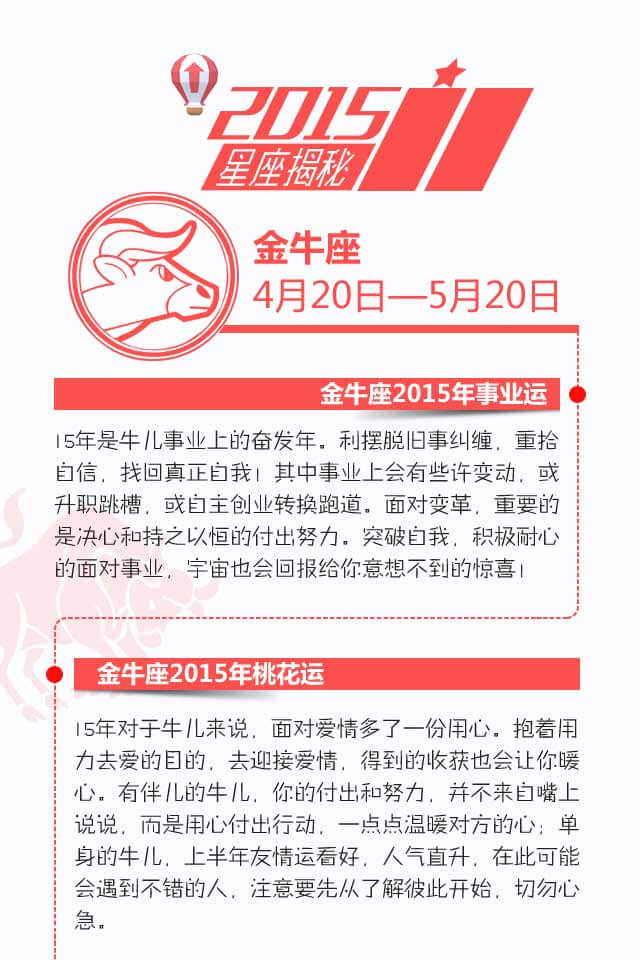 2015
星座揭秘
金牛座
4月20日—5月20日
金牛座2015年事业运
15年是牛儿事业上的奋发年。利摆脱旧事纠缠，重拾
自信，找回真正自我！其中事业上会有些许变动，或
升职跳槽，或自主创业转换跑道。面对变革，重要的
是决心和持之以恒的付出努力。突破自我，积极耐心
的面对事业，宇宙也会回报给你意想不到的惊喜！
金牛座2015年桃花运
15年对于牛儿来说，面对爱情多了一份用心。抱着用
力去爱的目的，去迎接爱情，得到的收获也会让你暖
心。有伴儿的牛儿，你的付出和努力，并不来自嘴上
说说，而是用心付出行动，一点点温暖对方的心；单
身的牛儿，上半年友情运看好，人气直升，在此可能
会遇到不错的人，注意要先从了解彼此开始，切勿心
急。